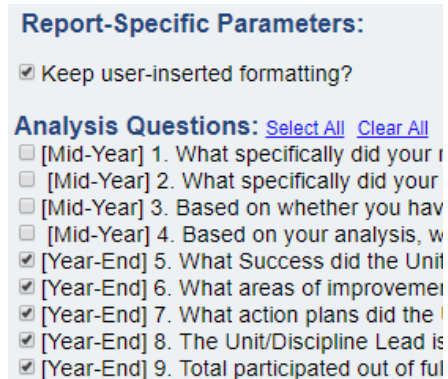 Report-Specific Parameters:
Keep user-inserted formatting?
Analysis Questions: Select All Clear All
[Mid-Year] 1. What specifically did your
[Mid-Year] 2. What specifically did your
[Mid-Year] 3. Based on whether you hav
[Mid-Year] 4. Based on your analysis, w
[Year-End] 5. What Success did the Unit
[Year-End] 6. What areas of improvemen
[Year-End] 7. What action plans did the
[Year-End] 8. The Unit/Discipline Lead is
[Year-End] 9. Total participated out of ful